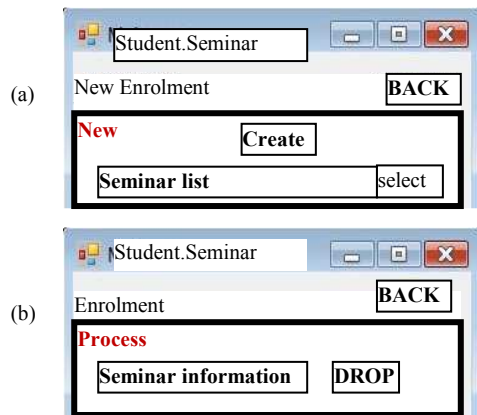 (a)
Student.Seminar
New Enrolment BACK
New
Create
Seminar list select
(b)
Student.Seminar
Enrolment BACK
Process
Seminar information DROP